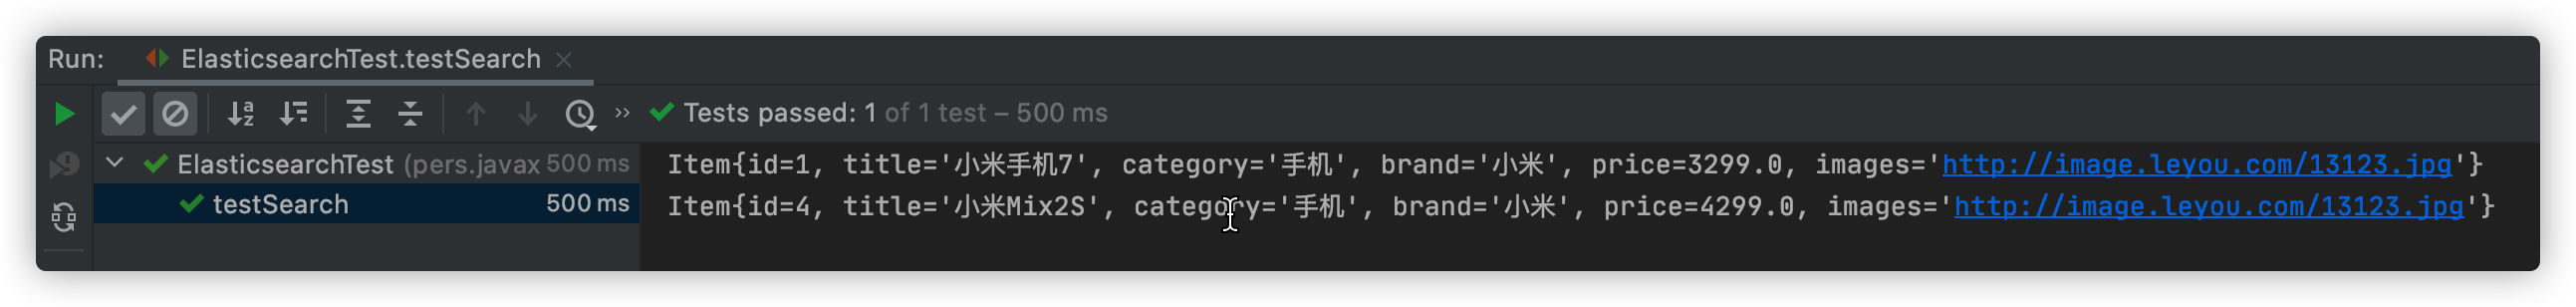 Run: ElasticsearchTest.testSearch
Tests passed: 1 of 1 test – 500 ms
ElasticsearchTest (pers.javax 500 ms
testSearch 500 ms
Item{id=1, title='小米手机7', category='手机', brand='小米', price=3299.0, images='http://image.leyou.com/13123.jpg'}
Item{id=4, title='小米Mix2S', category='手机', brand='小米', price=4299.0, images='http://image.leyou.com/13123.jpg'}